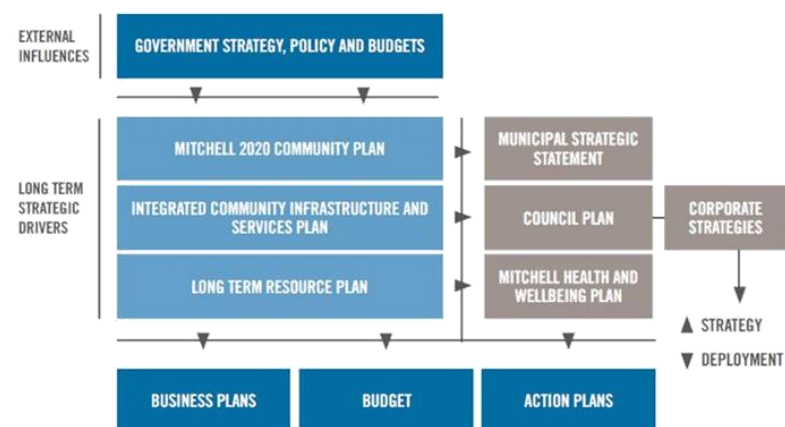 EXTERNAL
INFLUENCES
GOVERNMENT STRATEGY, POLICY AND BUDGETS
LONG TERM
STRATEGIC
DRIVERS
MITCHELL 2020 COMMUNITY PLAN
INTEGRATED COMMUNITY INFRASTRUCTURE AND
SERVICES PLAN
LONG TERM RESOURCE PLAN
MUNICIPAL STRATEGIC
STATEMENT
COUNCIL PLAN
MITCHELL HEALTH AND
WELLBEING PLAN
CORPORATE
STRATEGIES
▲ STRATEGY
▼ DEPLOYMENT
BUSINESS PLANS
BUDGET
ACTION PLANS